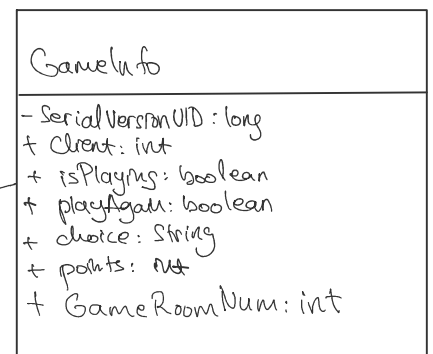 GameInfo
- SerialVersionUID : long
+ Client: int
+ isPlaying: boolean
+ playAgain: boolean
+ choice: String
+ points: int
+ GameRoomNum: int